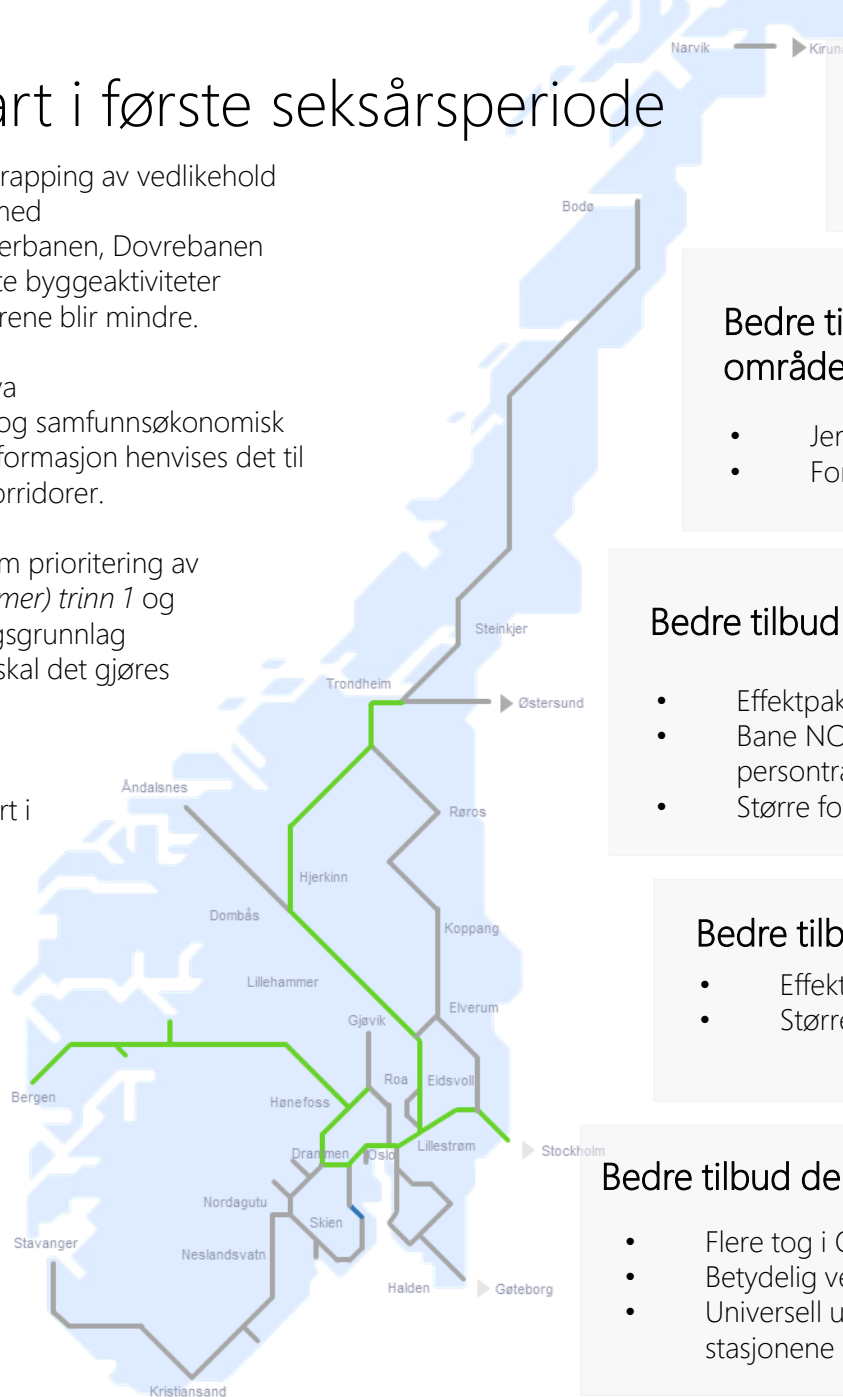 art i første seksårsperiode
rapping av vedlikehold
med
erbanen, Dovrebanen
te byggeaktiviteter
rene blir mindre.
va
og samfunnsøkonomisk
formasjon henvises det til
orridorer.
m prioritering av
mer) trinn 1 og
gsgrunnlag
skal det gjøres
rt i
Narvik
Kiruna
Bodø
Steinkjer
Trondheim
Østersund
Åndalsnes
Røros
Hjerkinn
Dombås
Koppang
Lillehammer
Elverum
Gjøvik
Roa
Eidsvoll
Bergen
Hønefoss
Drammen
Oslo
Lillestrøm
Stockholm
Nordagutu
Skien
Stavanger
Neslandsvatn
Halden
Gøteborg
Kristiansand
Bedre ti
område
• Jer
• For
Bedre tilbud
• Effektpak
• Bane NO
persontra
• Større fo
Bedre tilb
• Effekt
• Større
Bedre tilbud de
• Flere tog i O
• Betydelig ve
• Universell u
stasjonene